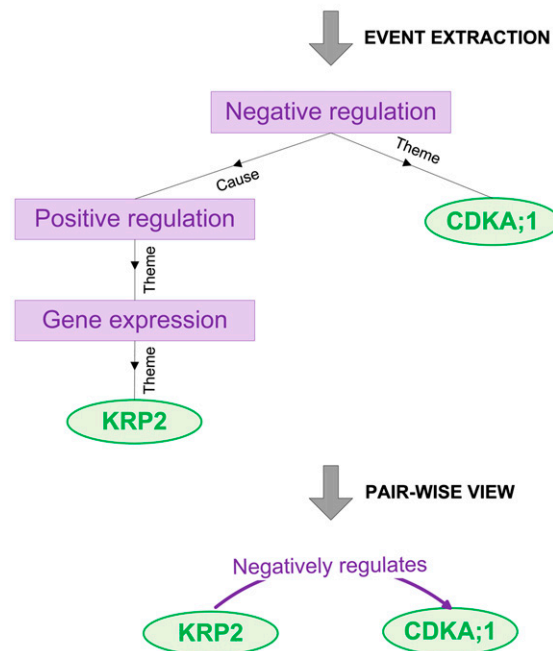 EVENT EXTRACTION
Negative regulation
Cause
Theme
Positive regulation
CDKA;1
Theme
Gene expression
Theme
KRP2
PAIR-WISE VIEW
Negatively regulates
KRP2
CDKA;1